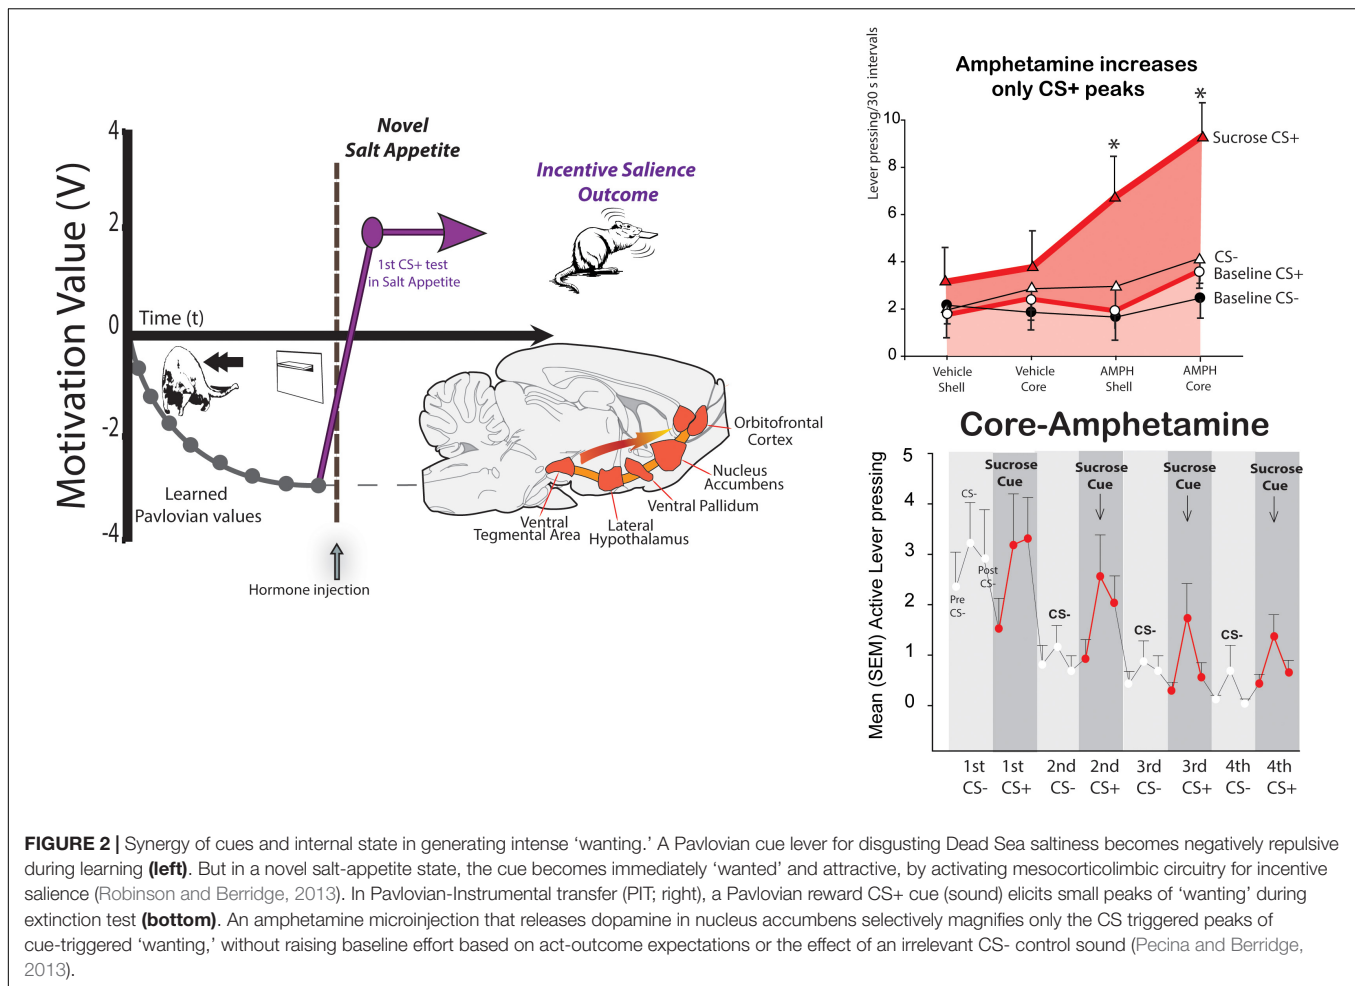 4
2
0
-2
-4
Motivation Value (V)
Novel
Salt Appetite
Incentive Salience
Outcome
1st CS+ test
in Salt Appetite
Time (t)
Learned
Pavlovian values
Hormone injection
Orbitofrontal
Cortex
Nucleus
Accumbens
Ventral Pallidum
Lateral
Hypothalamus
Ventral
Tegmental Area
Amphetamine increases
only CS+ peaks
Lever pressing/30 s intervals
10
8
6
4
2
0
*
*
Sucrose CS+
CS-
Baseline CS+
Baseline CS-
Vehicle
Shell
Vehicle
Core
AMPH
Shell
AMPH
Core
Core-Amphetamine
Mean (SEM) Active Lever pressing
5
4
3
2
1
0
CS-
Pre
CS-
Post
CS-
Sucrose
Cue
CS-
Sucrose
Cue
CS-
Sucrose
Cue
CS-
Sucrose
Cue
1st
CS-
1st
CS+
2nd
CS-
2nd
CS+
3rd
CS-
3rd
CS+
4th
CS-
4th
CS+
FIGURE 2 | Synergy of cues and internal state in generating intense ‘wanting.’ A Pavlovian cue lever for disgusting Dead Sea saltiness becomes negatively repulsive
during learning (left). But in a novel salt-appetite state, the cue becomes immediately ‘wanted’ and attractive, by activating mesocorticolimbic circuitry for incentive
salience (Robinson and Berridge, 2013). In Pavlovian-Instrumental transfer (PIT; right), a Pavlovian reward CS+ cue (sound) elicits small peaks of ‘wanting’ during
extinction test (bottom). An amphetamine microinjection that releases dopamine in nucleus accumbens selectively magnifies only the CS triggered peaks of
cue-triggered ‘wanting,’ without raising baseline effort based on act-outcome expectations or the effect of an irrelevant CS- control sound (Pecina and Berridge,
2013).